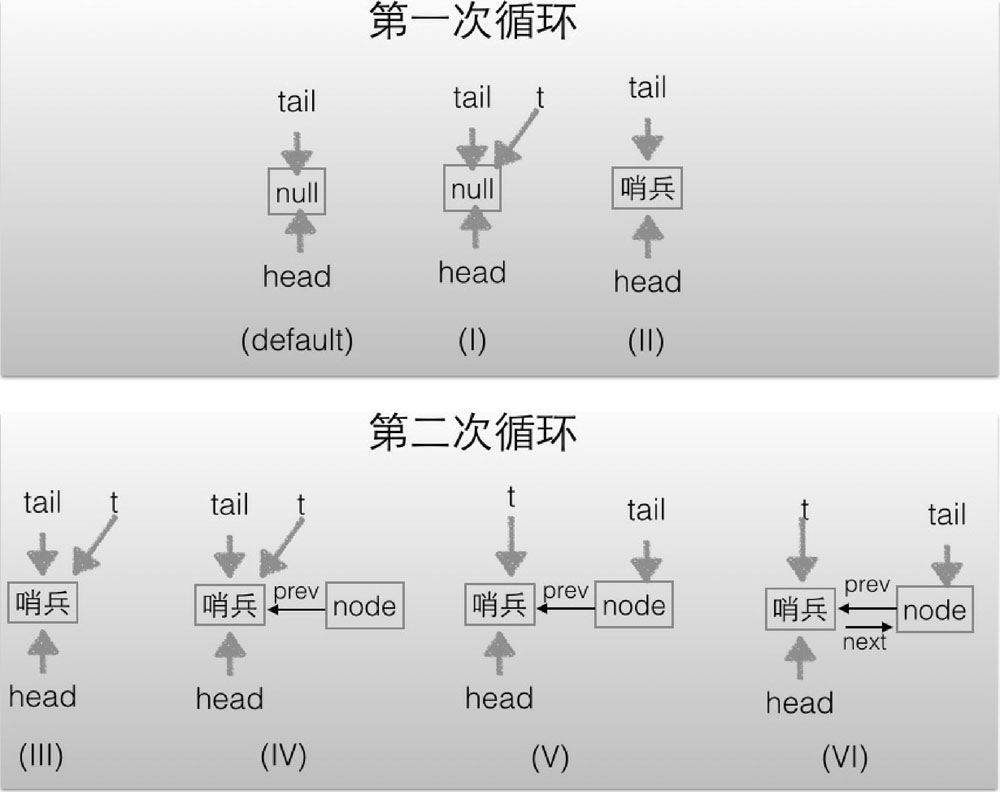 第一次循环
tail tail t tail
null null 哨兵
head head head
(default) (I) (II)
第二次循环
tail t tail t t tail t tail
哨兵 哨兵 prev node 哨兵 prev node 哨兵 prev next node
head head head head
(III) (IV) (V) (VI)